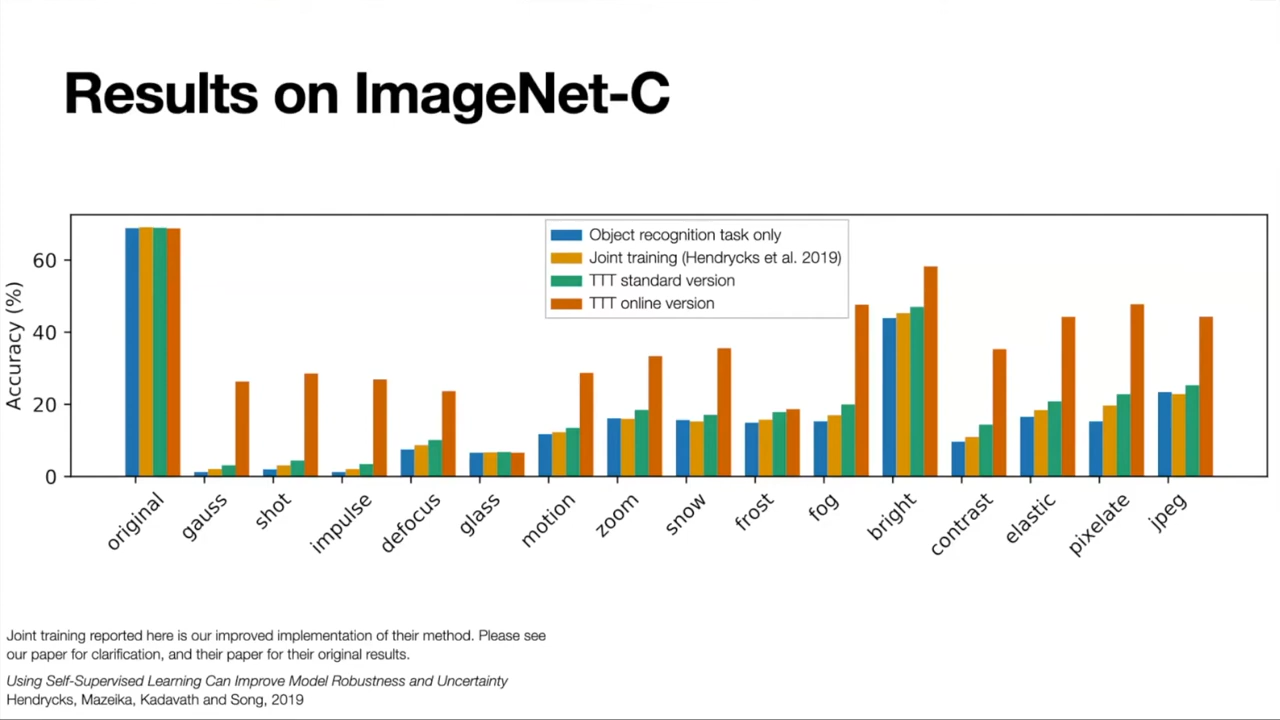 Results on ImageNet-C
Object recognition task only
Joint training (Hendrycks et al. 2019)
TTT standard version
TTT online version
Accuracy (%)
60
40
20
0
original
gauss
shot
impulse
defocus
glass
motion
zoom
snow
frost
fog
bright
contrast
elastic
pixelate
jpeg
Joint training reported here is our improved implementation of their method. Please see
our paper for clarification, and their paper for their original results.
Using Self-Supervised Learning Can Improve Model Robustness and Uncertainty
Hendrycks, Mazeika, Kadavath and Song, 2019